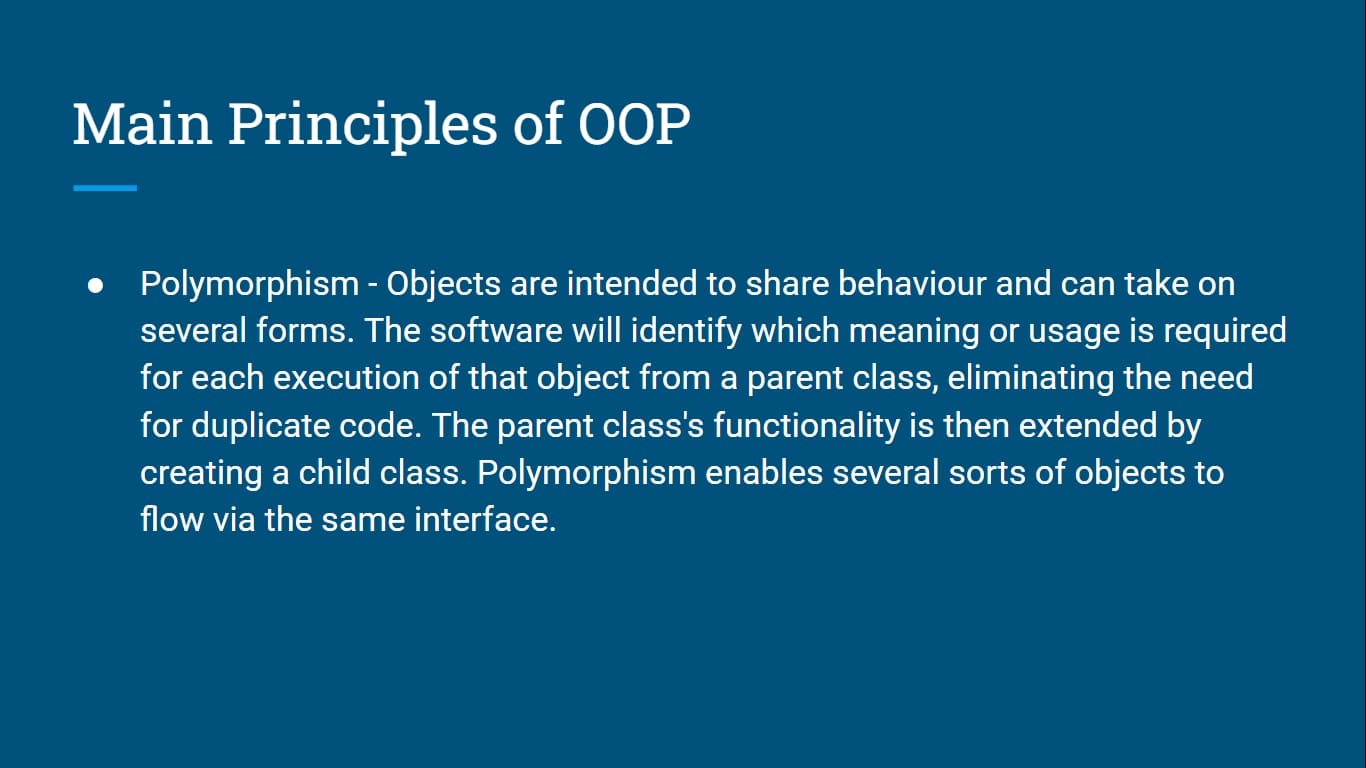 Main Principles of OOP
● Polymorphism - Objects are intended to share behaviour and can take on
several forms. The software will identify which meaning or usage is required
for each execution of that object from a parent class, eliminating the need
for duplicate code. The parent class's functionality is then extended by
creating a child class. Polymorphism enables several sorts of objects to
flow via the same interface.